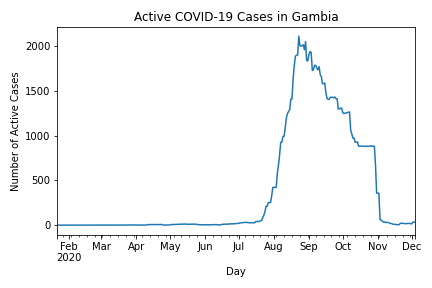 Active COVID-19 Cases in Gambia
Number of Active Cases
2000
1500
1000
500
0
Feb Mar Apr May Jun Jul Aug Sep Oct Nov Dec
2020
Day